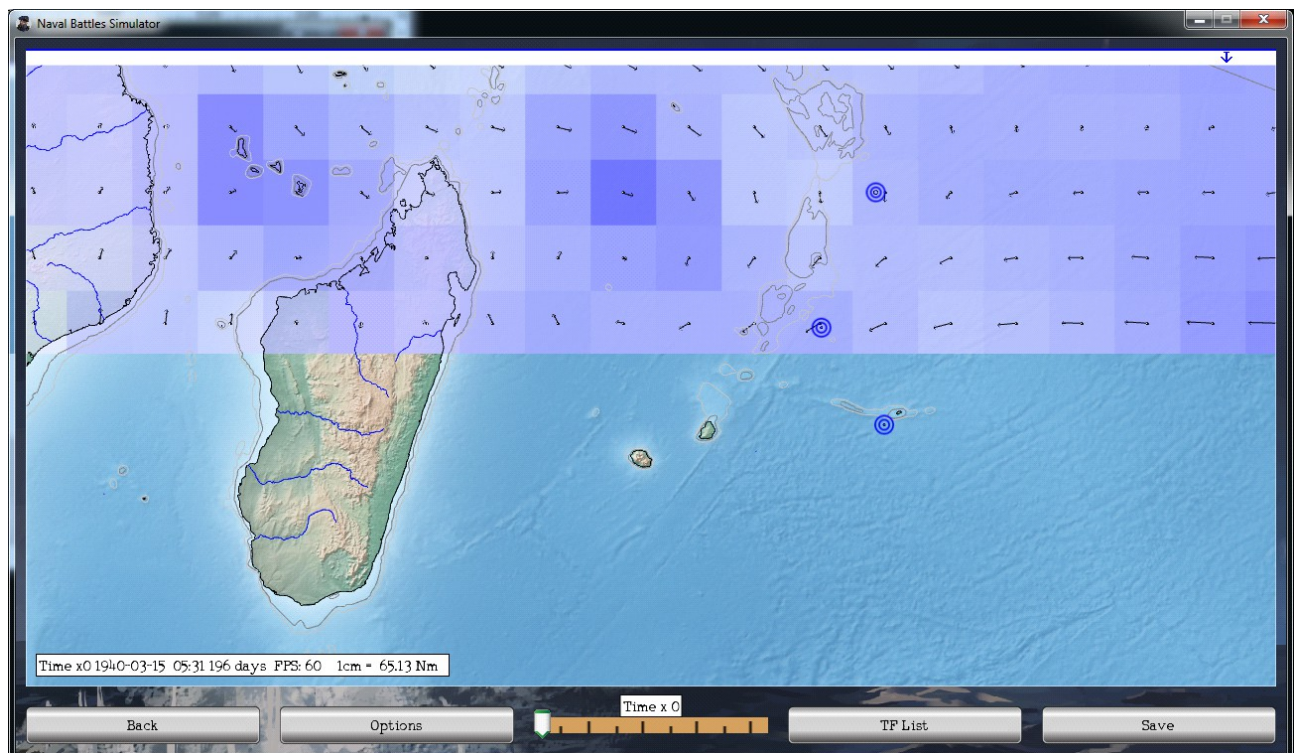 Naval Battles Simulator
Time x0 1940-03-15 05:31 196 days FPS: 60 1cm = 65.13 Nm
Time x 0
Back
Options
TF List
Save